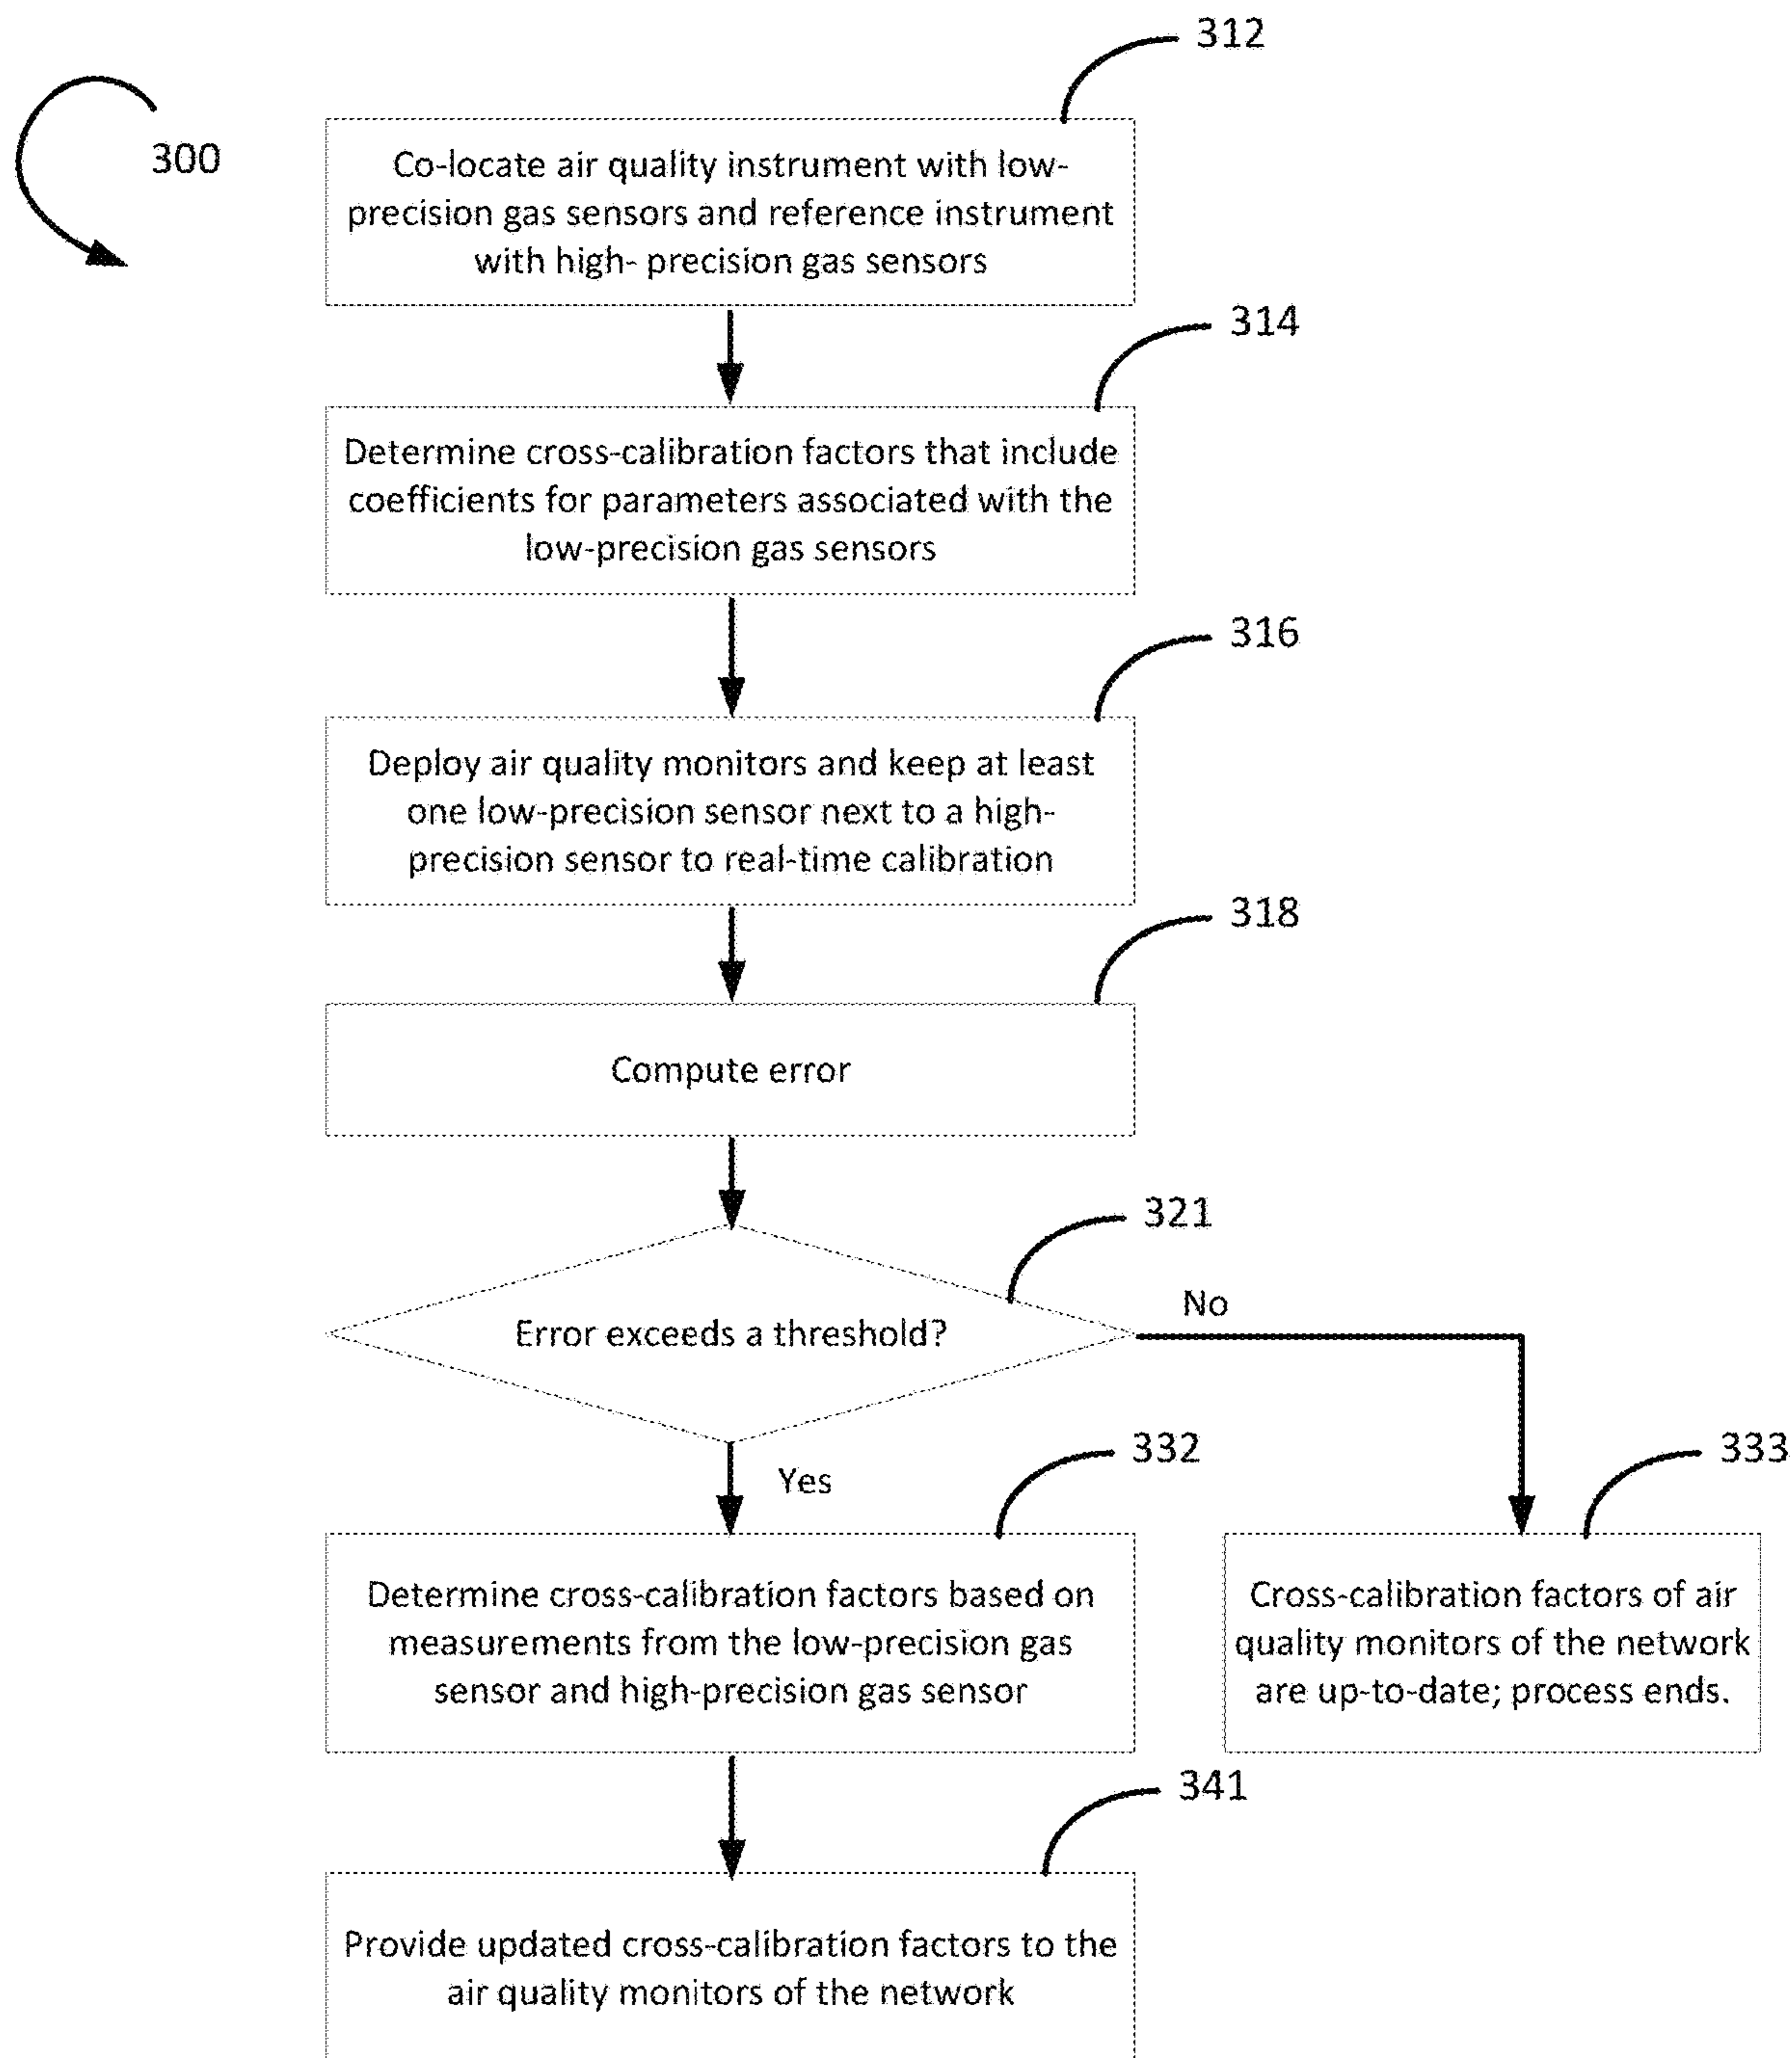 312
300
Co-locate air quality instrument with low-
precision gas sensors and reference instrument
with high- precision gas sensors
314
Determine cross-calibration factors that include
coefficients for parameters associated with the
low-precision gas sensors
316
Deploy air quality monitors and keep at least
one low-precision sensor next to a high-
precision sensor to real-time calibration
318
Compute error
321
Error exceeds a threshold?
No
Yes
332
333
Determine cross-calibration factors based on
measurements from the low-precision gas
sensor and high-precision gas sensor
Cross-calibration factors of air
quality monitors of the network
are up-to-date; process ends.
341
Provide updated cross-calibration factors to the
air quality monitors of the network